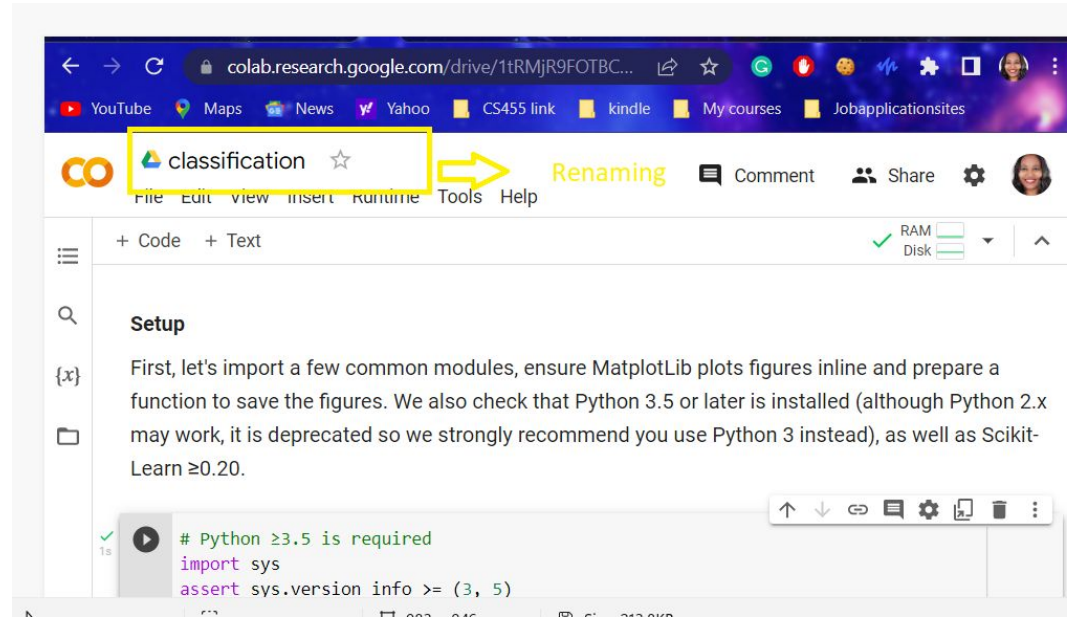 colab.research.google.com/drive/1tRMjR9FOTBC...
YouTube Maps News Yahoo CS455 link kindle My courses Jobapplicationsites
classification
Renaming
Comment Share
File Edit View Insert Runtime Tools Help
+ Code + Text
RAM
Disk
Setup
First, let's import a few common modules, ensure MatplotLib plots figures inline and prepare a
function to save the figures. We also check that Python 3.5 or later is installed (although Python 2.x
may work, it is deprecated so we strongly recommend you use Python 3 instead), as well as Scikit-
Learn ≥0.20.
{x}
1s
# Python ≥3.5 is required
import sys
assert sys.version_info >= (3, 5)